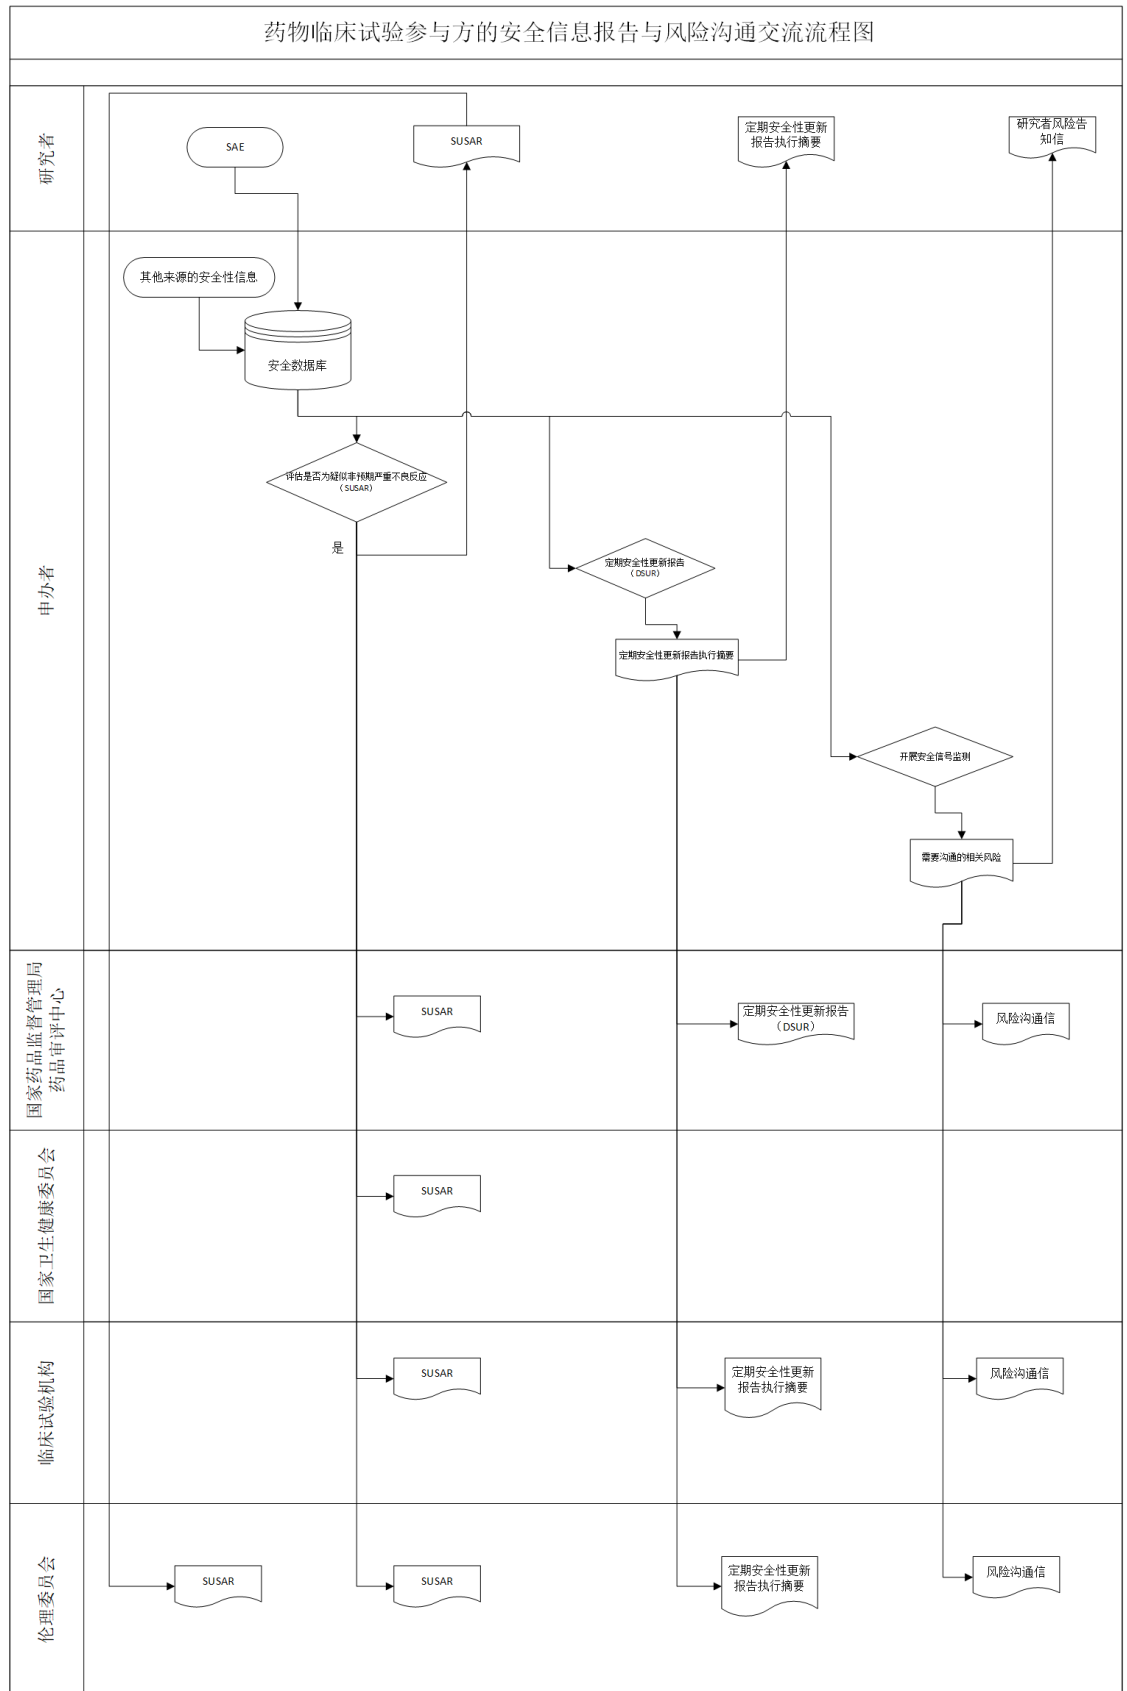 药物临床试验参与方的安全信息报告与风险沟通交流流程图
研究者
SAE
SUSAR
定期安全性更新
报告执行摘要
研究者风险告
知信
申办者
其他来源的安全性信息
安全数据库
评估是否为疑似非预期严重不良反应
（SUSAR）
是
定期安全性更新报告
（DSUR）
定期安全性更新报告执行摘要
开展安全信号监测
需要沟通的相关风险
国家药品监督管理局
药品审评中心
SUSAR
定期安全性更新报告
（DSUR）
风险沟通信
国家卫生健康委员会
SUSAR
临床试验机构
SUSAR
定期安全性更新
报告执行摘要
风险沟通信
伦理委员会
SUSAR
SUSAR
定期安全性更新
报告执行摘要
风险沟通信